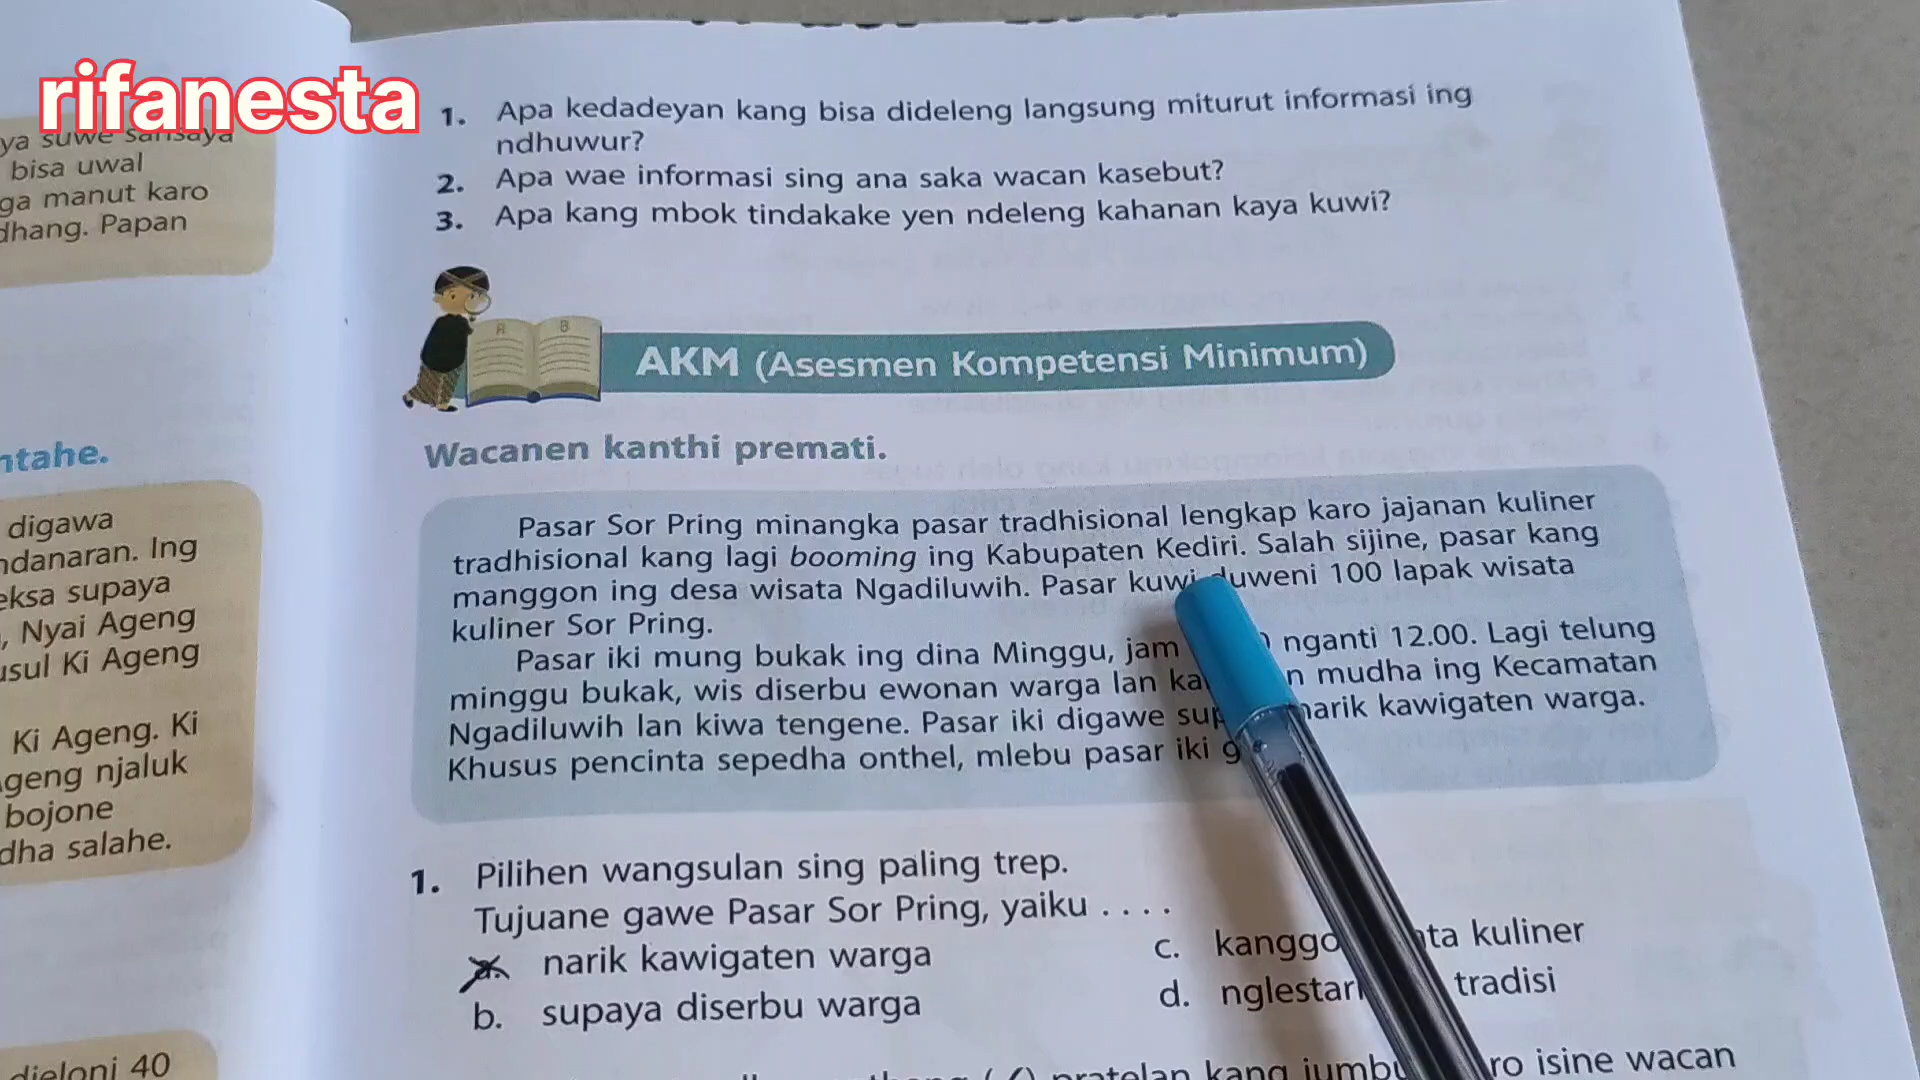 rifanesta
ya suwe sansaya
bisa uwal
ga manut karo
dhang. Papan
ntahe.
digawa
ndanaran. Ing
eksa supaya
, Nyai Ageng
usul Ki Ageng
Ki Ageng. Ki
geng njaluk
bojone
dha salahe.
dieloni 40
1. Apa kedadeyan kang bisa dideleng langsung miturut informasi ing
ndhuwur?
2. Apa wae informasi sing ana saka wacan kasebut?
3. Apa kang mbok tindakake yen ndeleng kahanan kaya kuwi?
A B
AKM (Asesmen Kompetensi Minimum)
Wacanen kanthi premati.
Pasar Sor Pring minangka pasar tradhisional lengkap karo jajanan kuliner
tradhisional kang lagi booming ing Kabupaten Kediri. Salah sijine, pasar kang
manggon ing desa wisata Ngadiluwih. Pasar kuwi duweni 100 lapak wisata
kuliner Sor Pring.
Pasar iki mung bukak ing dina Minggu, jam nganti 12.00. Lagi telung
minggu bukak, wis diserbu ewonan warga lan mudha ing Kecamatan
Ngadiluwih lan kiwa tengene. Pasar iki digawe narik kawigaten warga.
Khusus pencinta sepedha onthel, mlebu pasar iki
1. Pilihen wangsulan sing paling trep.
Tujuane gawe Pasar Sor Pring, yaiku . . . .
a. narik kawigaten warga
b. supaya diserbu warga
c. kanggo kuliner
d. tradisi
pratelan kang isine wacan